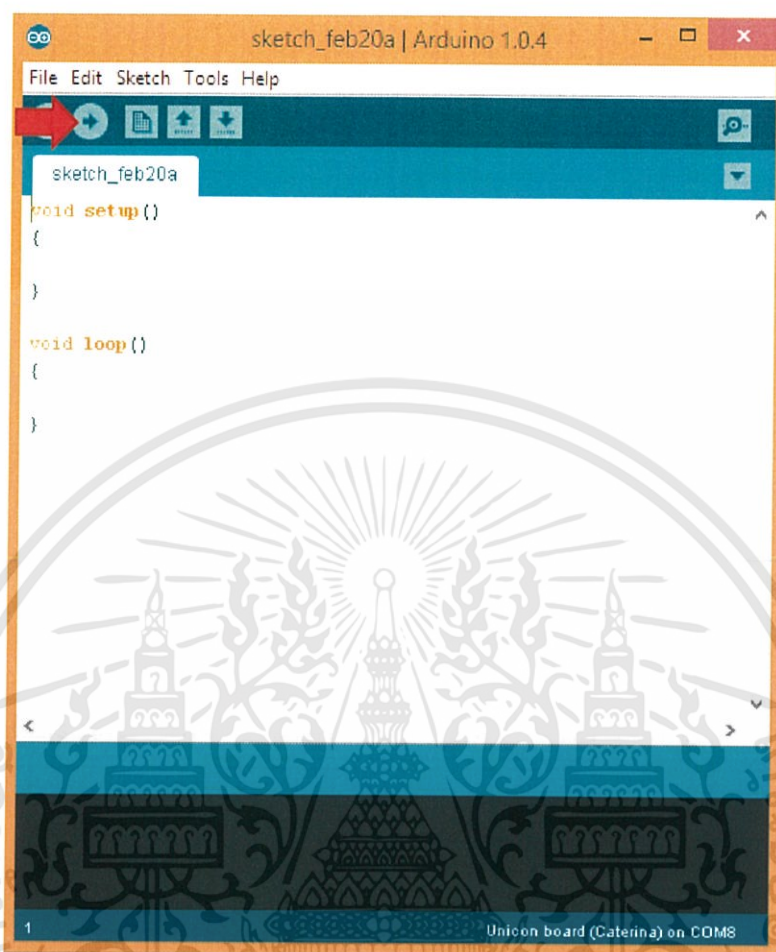 sketch_feb20a | Arduino 1.0.4
File Edit Sketch Tools Help
sketch_feb20a
void setup()
{
}
void loop()
{
}
1 Unicon board (Caterina) on COM8